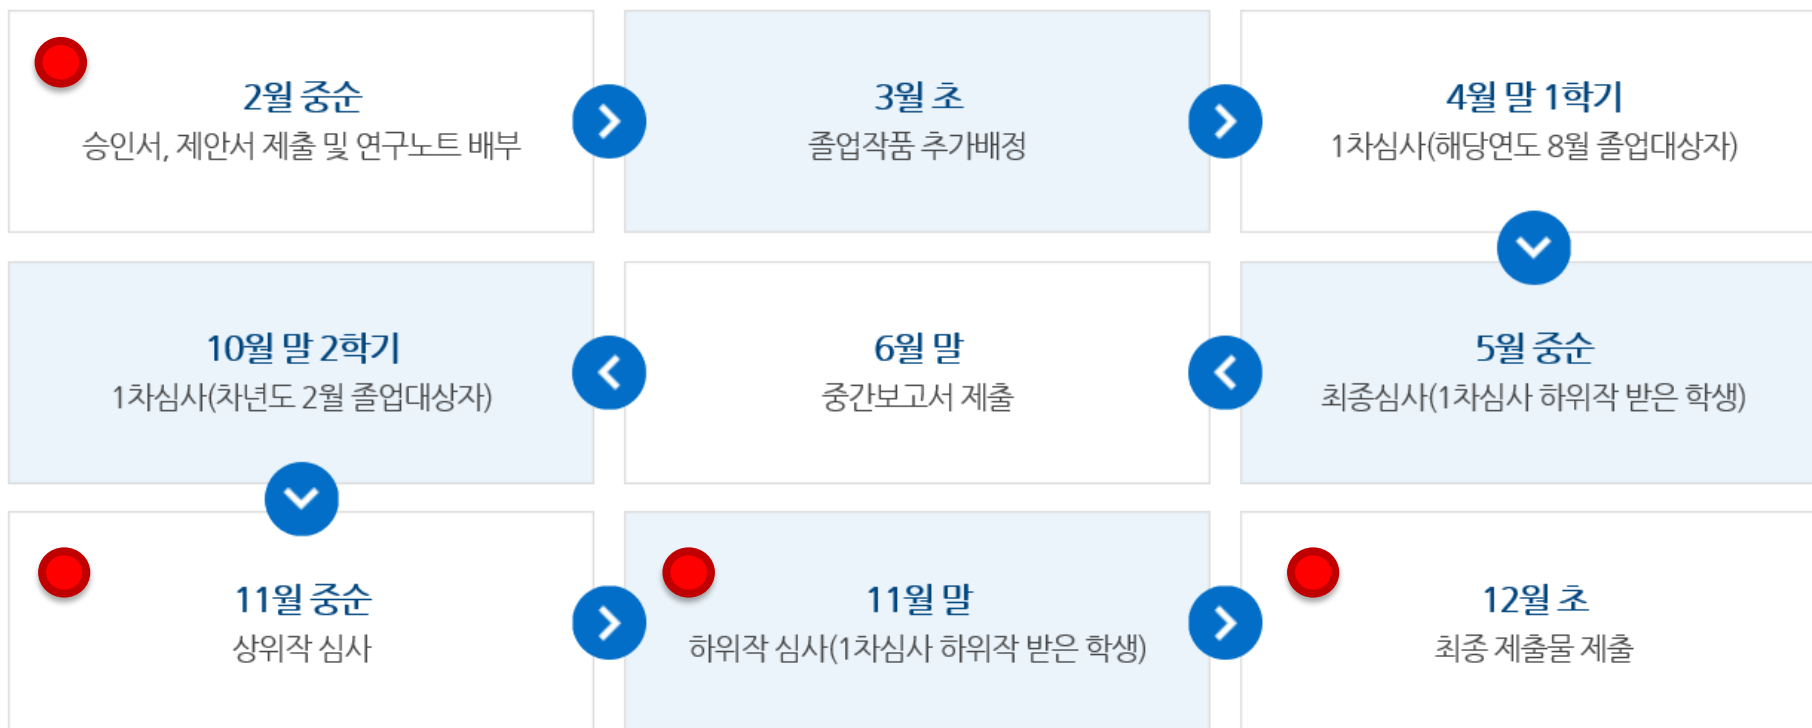 2월 중순
승인서, 제안서 제출 및 연구노트 배부
3월 초
졸업작품 추가배정
4월 말 1학기
1차심사(해당연도 8월 졸업대상자)
5월 중순
최종심사(1차심사 하위작 받은 학생)
6월 말
중간보고서 제출
10월 말 2학기
1차심사(차년도 2월 졸업대상자)
11월 중순
상위작 심사
11월 말
하위작 심사(1차심사 하위작 받은 학생)
12월 초
최종 제출물 제출